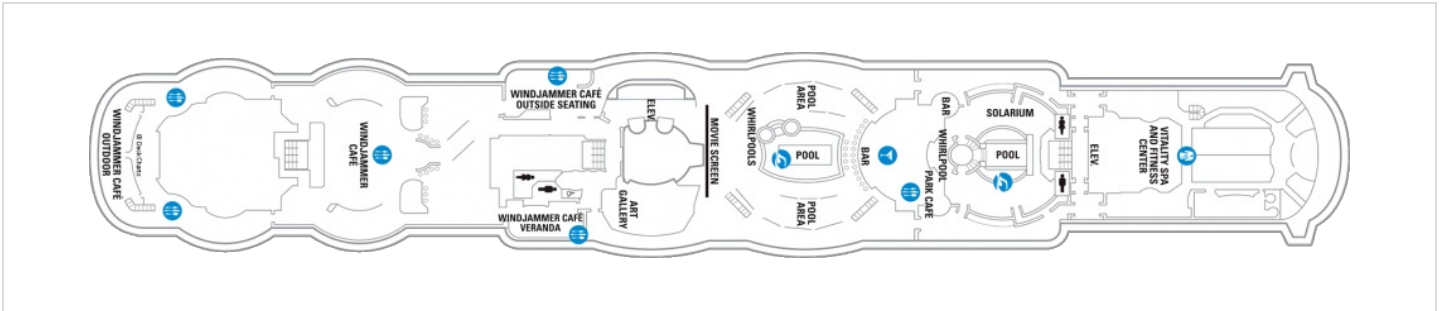 WINDJAMMER CAFÉ
OUTDOOR
WINDJAMMER
CAFÉ
WINDJAMMER CAFÉ
OUTSIDE SEATING
WINDJAMMER CAFÉ
VERANDA
ELEV.
ART
GALLERY
MOVIE SCREEN
WHIRLPOOLS
POOL
AREA
POOL
POOL
AREA
BAR
BAR
WHIRLPOOL
PARK CAFÉ
SOLARIUM
POOL
ELEV.
VITALITY SPA
AND FITNESS
CENTER